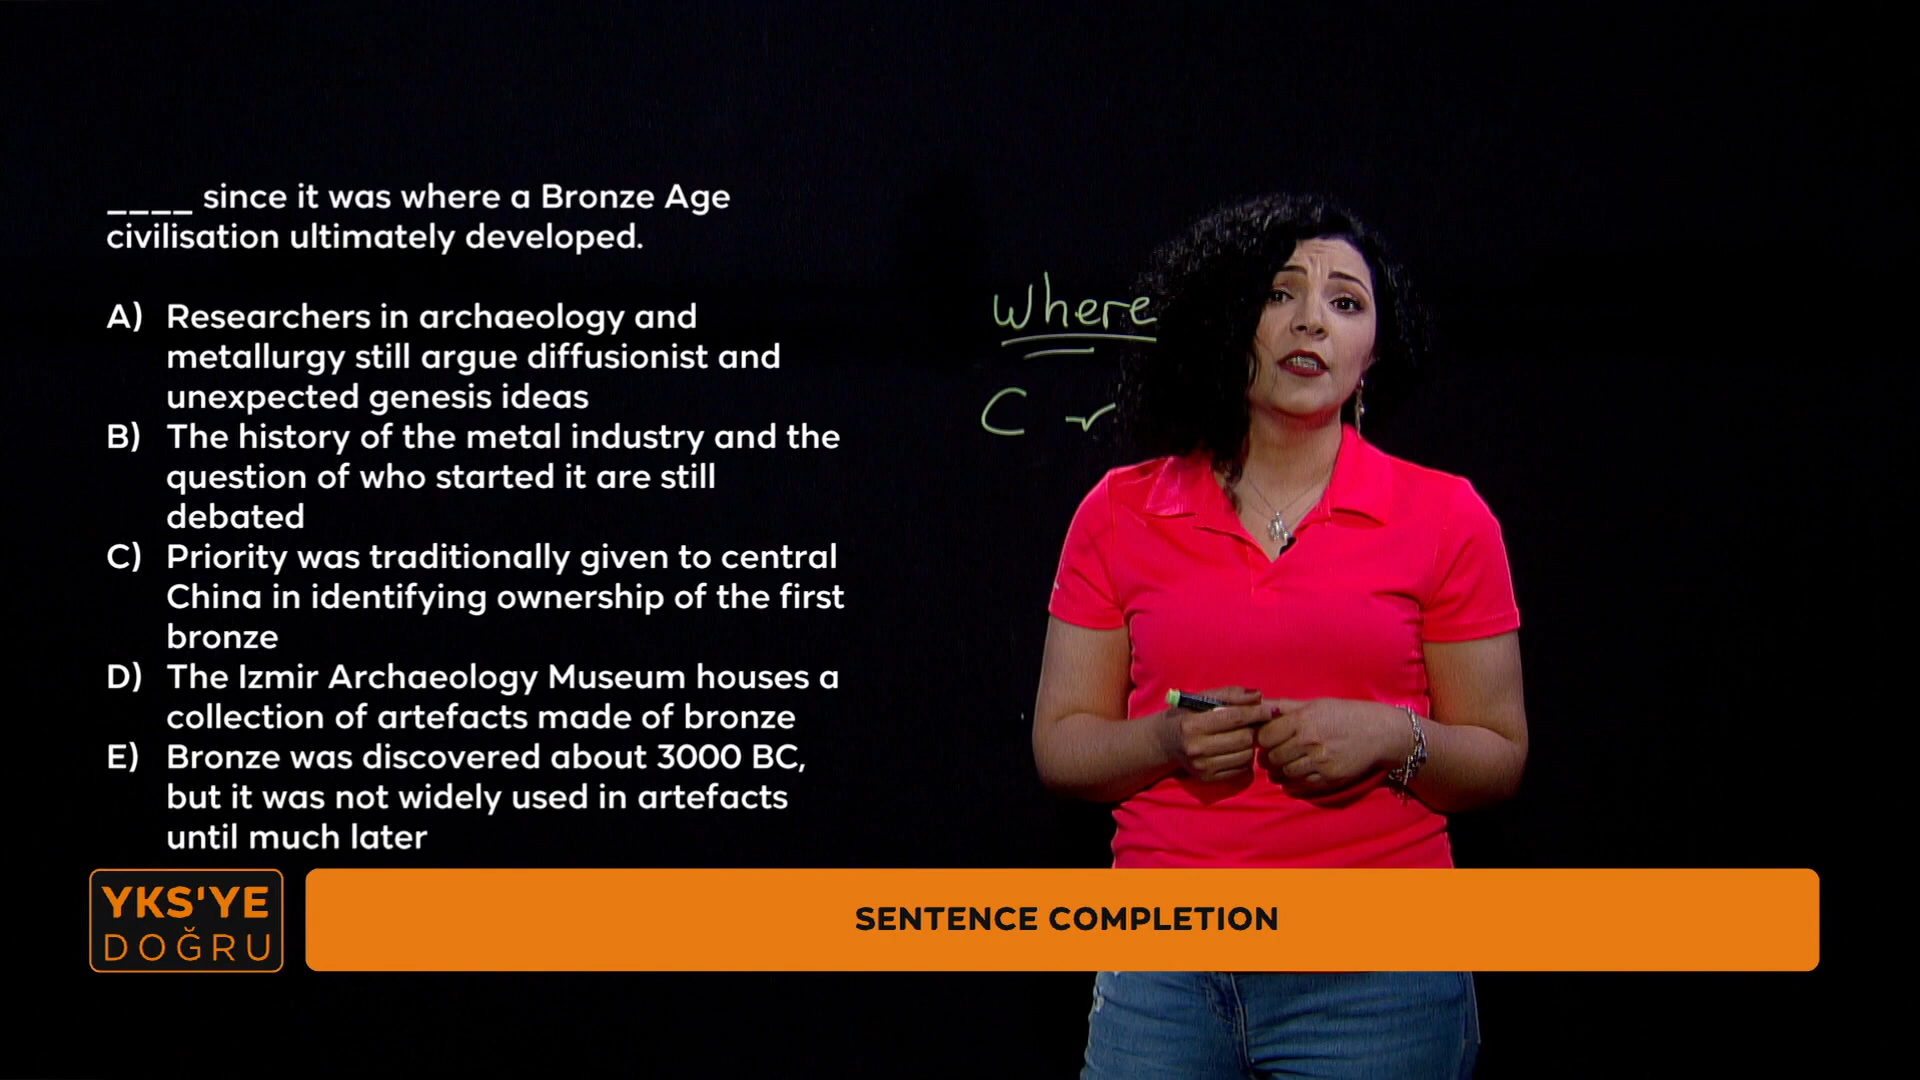 ____ since it was where a Bronze Age
civilisation ultimately developed.
A) Researchers in archaeology and
metallurgy still argue diffusionist and
unexpected genesis ideas
B) The history of the metal industry and the
question of who started it are still
debated
C) Priority was traditionally given to central
China in identifying ownership of the first
bronze
D) The Izmir Archaeology Museum houses a
collection of artefacts made of bronze
E) Bronze was discovered about 3000 BC,
but it was not widely used in artefacts
until much later
where
C ✓
YKS'YE
DOĞRU
SENTENCE COMPLETION